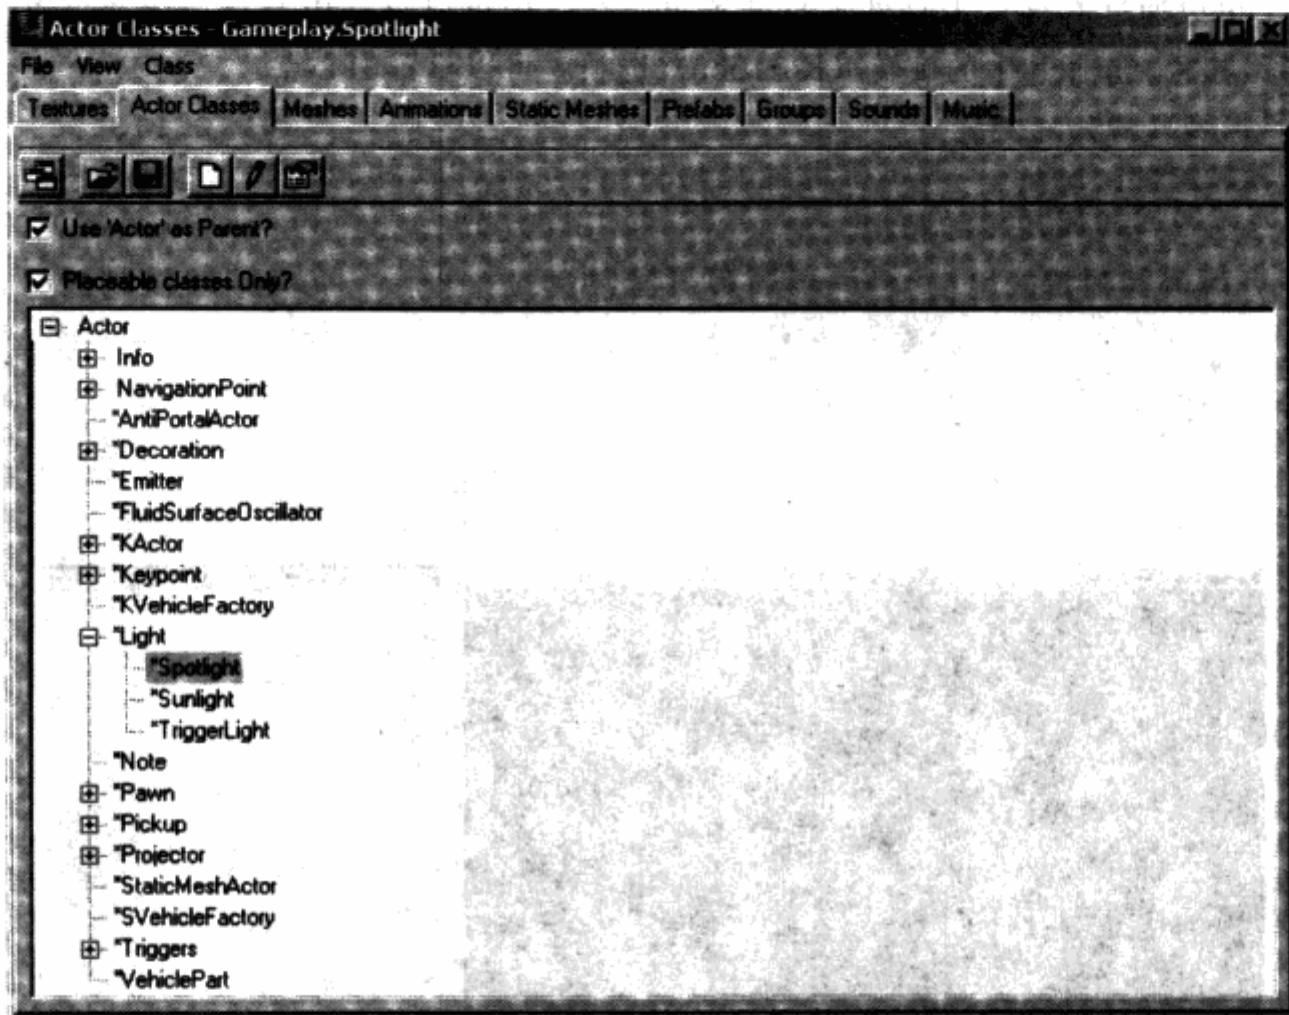 Actor Classes - Gameplay.Spotlight
File View Class
Textures Actor Classes Meshes Animations Static Meshes Prefabs Groups Sounds Music
Use 'Actor' as Parent?
Placeable classes Only?
Actor
Info
NavigationPoint
*AntiPortalActor
*Decoration
*Emitter
*FluidSurfaceOscillator
*KActor
*Keypoint
*KVehicleFactory
*Light
*Spotlight
*Sunlight
*TriggerLight
*Note
*Pawn
*Pickup
*Projector
*StaticMeshActor
*SVehicleFactory
*Triggers
*VehiclePart